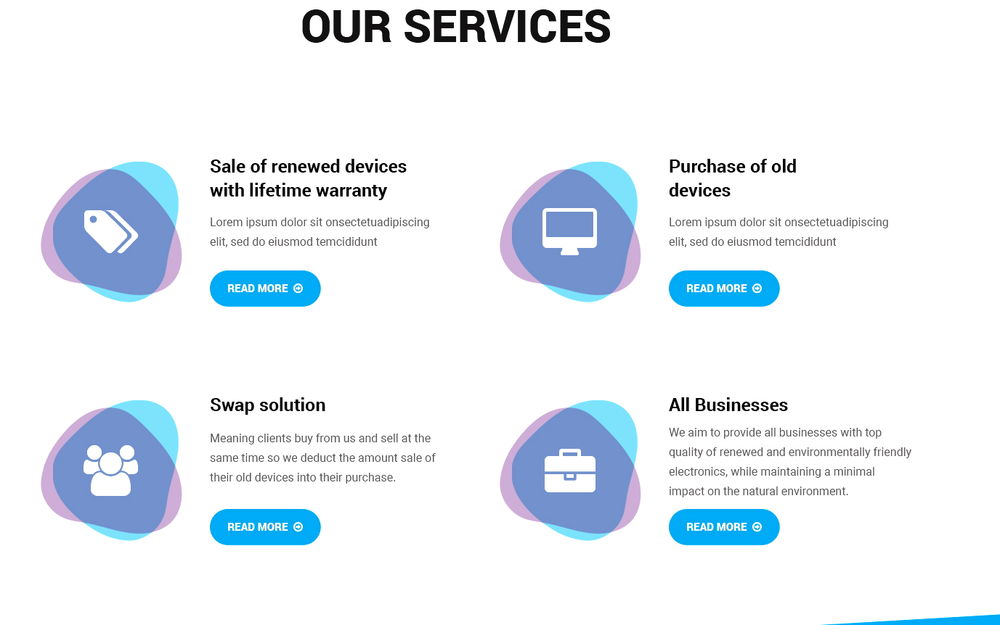 OUR SERVICES
Sale of renewed devices
with lifetime warranty
Lorem ipsum dolor sit onsectetuadipiscing
elit, sed do eiusmod temcididunt
READ MORE
Purchase of old
devices
Lorem ipsum dolor sit onsectetuadipiscing
elit, sed do eiusmod temcididunt
READ MORE
Swap solution
Meaning clients buy from us and sell at the
same time so we deduct the amount sale of
their old devices into their purchase.
READ MORE
All Businesses
We aim to provide all businesses with top
quality of renewed and environmentally friendly
electronics, while maintaining a minimal
impact on the natural environment.
READ MORE